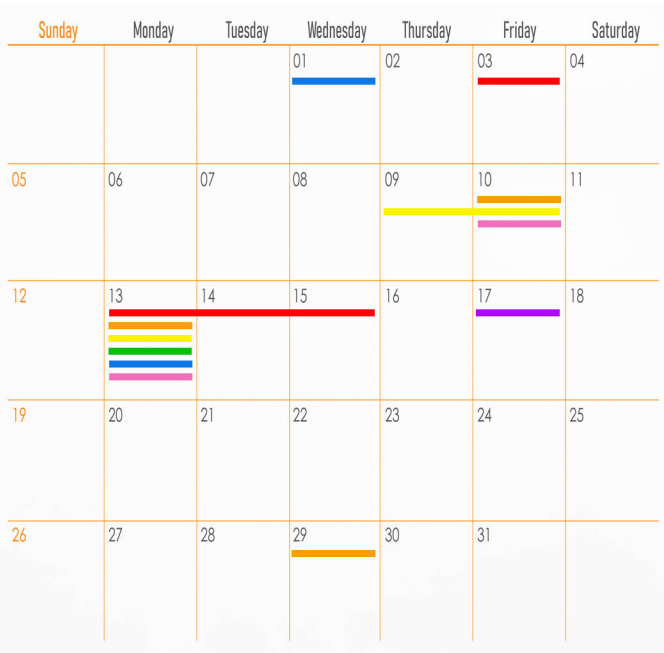 Sunday Monday Tuesday Wednesday Thursday Friday Saturday
01 02 03 04
05 06 07 08 09 10 11
12 13 14 15 16 17 18
19 20 21 22 23 24 25
26 27 28 29 30 31